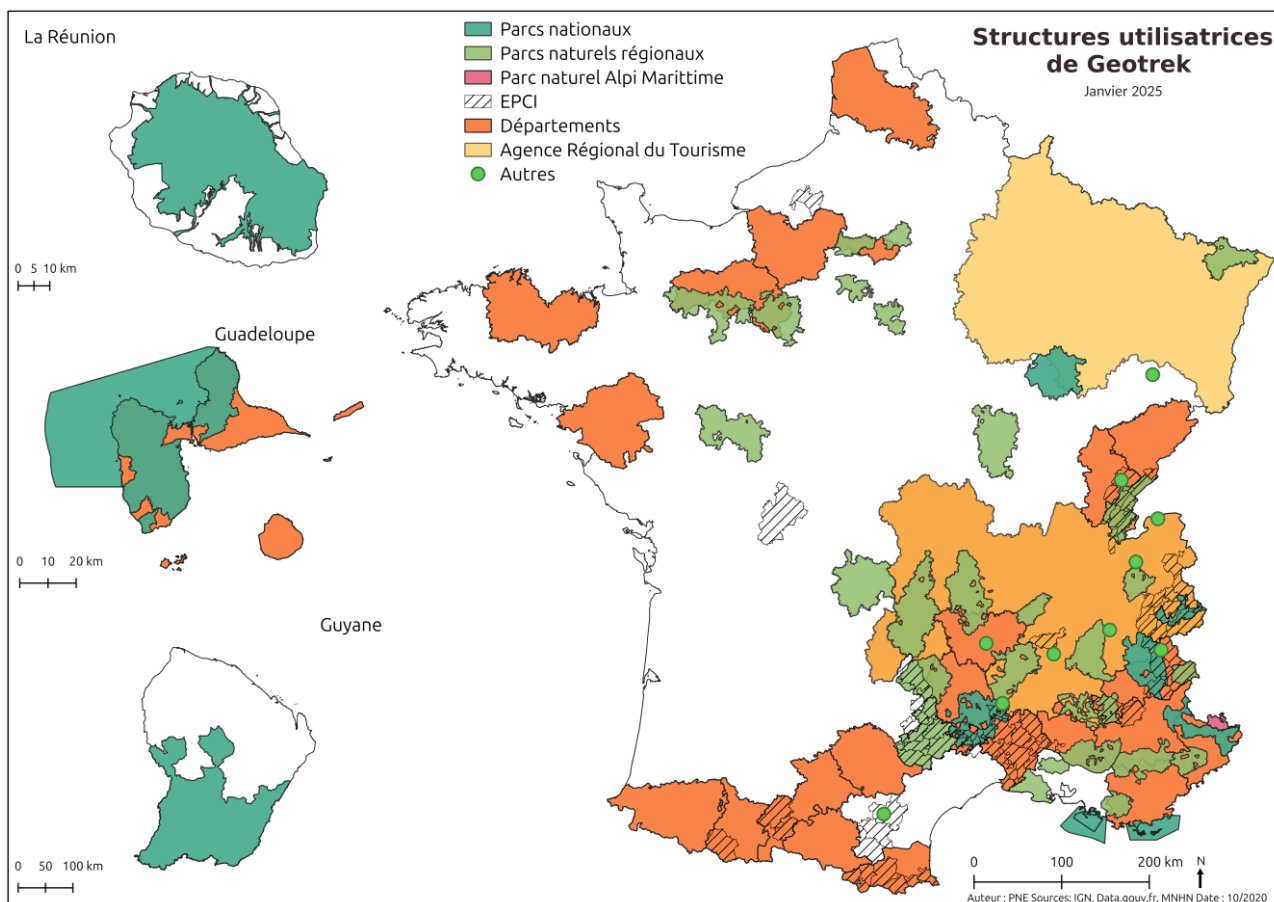 La Réunion
0 5 10 km
Guadeloupe
0 10 20 km
Guyane
0 50 100 km
Parcs nationaux
Parcs naturels régionaux
Parc naturel Alpi Marittime
EPCI
Départements
Agence Régional du Tourisme
Autres
Structures utilisatrices
de Geotrek
Janvier 2025
0 100 200 km
N
Auteur : PNE Sources: IGN, Data.gouv.fr, MNHN Date : 10/2020